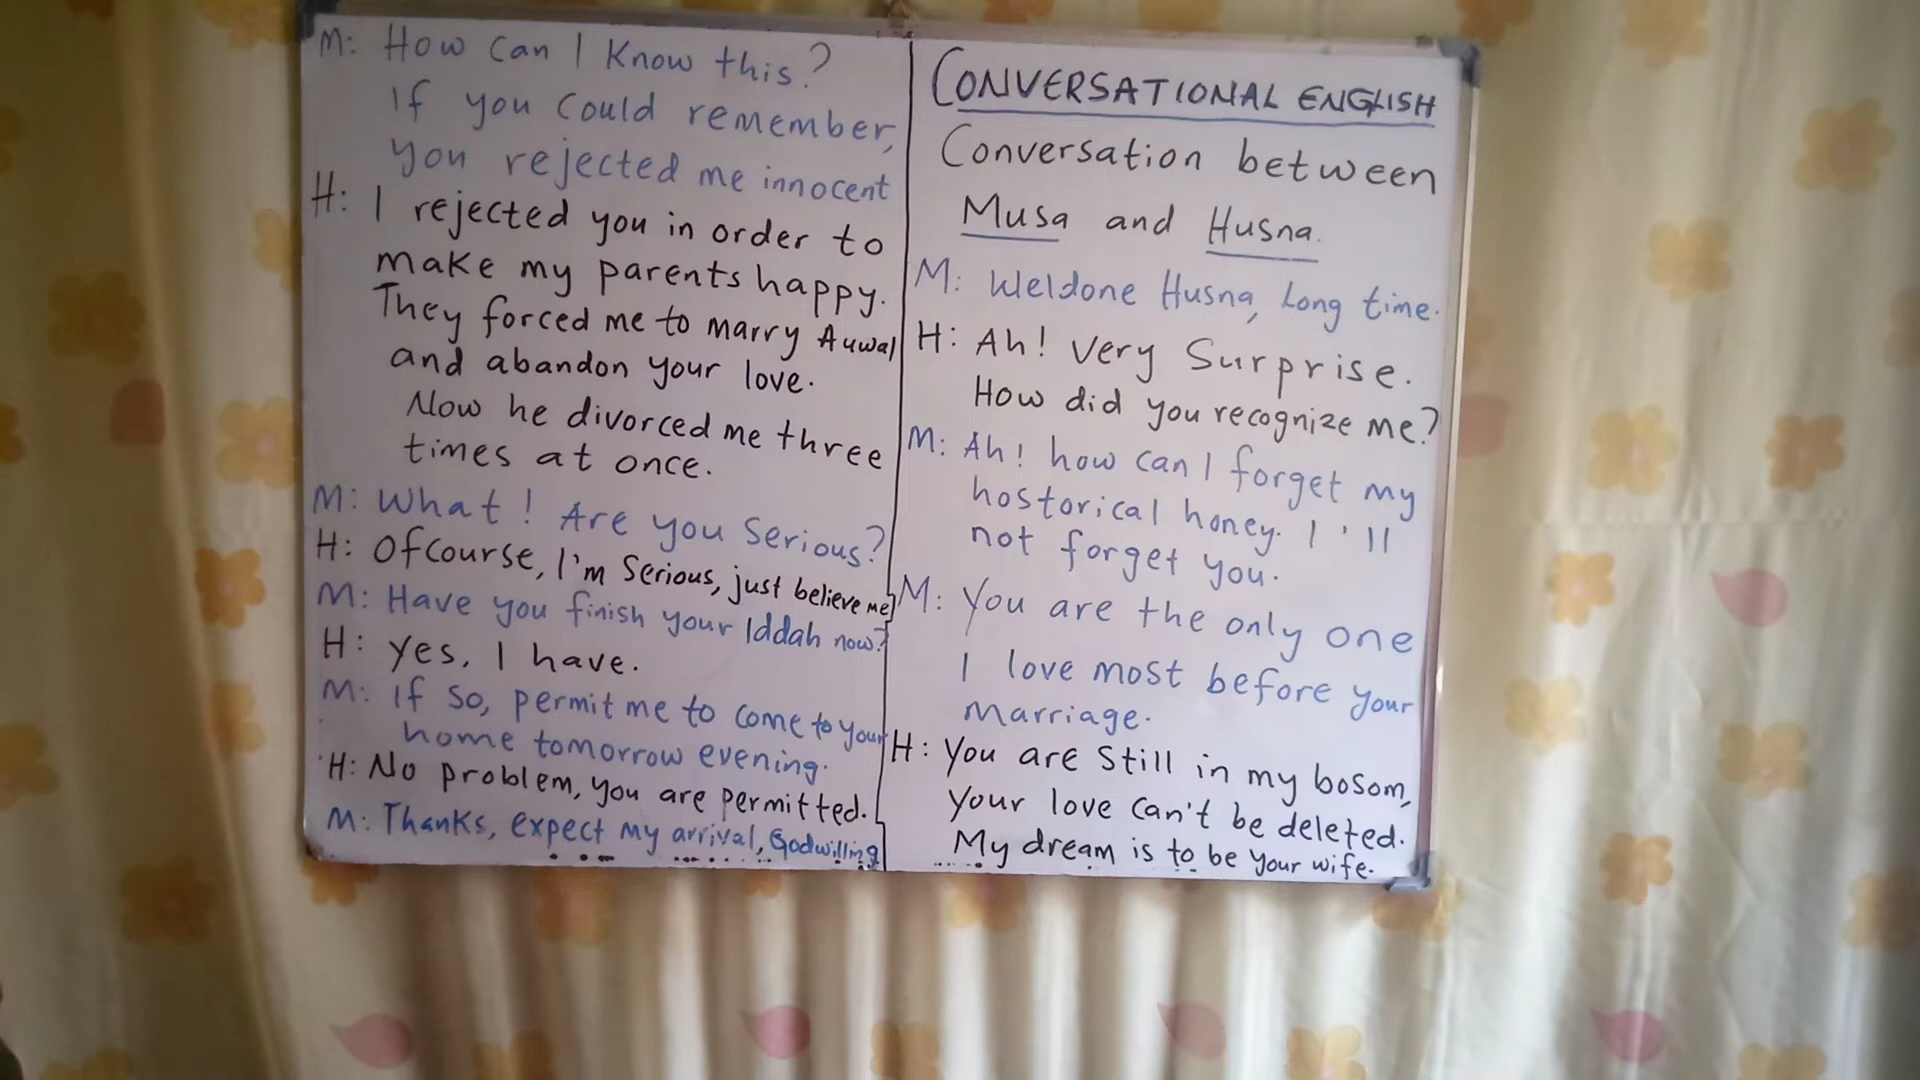 CONVERSATIONAL ENGLISH
Conversation between
Musa and Husna.
M: Weldone Husna, Long time.
H: Ah! Very Surprise.
How did you recognize me?
M: Ah! how can I forget my
hostorical honey. I'll
not forget you.
M: You are the only one
I love most before your
marriage.
H: You are Still in my bosom,
Your love can't be deleted.
My dream is to be your wife.
M: How can I know this?
If you could remember,
you rejected me innocent
H: I rejected you in order to
make my parents happy.
They forced me to marry Auwal
and abandon your love.
Now he divorced me three
times at once.
M: What! Are you serious?
H: Ofcourse, I'm serious, just believe me
M: Have you finish your Iddah now?
H: Yes, I have.
M: If so, permit me to come to your
home tomorrow evening.
H: No problem, you are permitted.
M: Thanks, expect my arrival, Godwilling